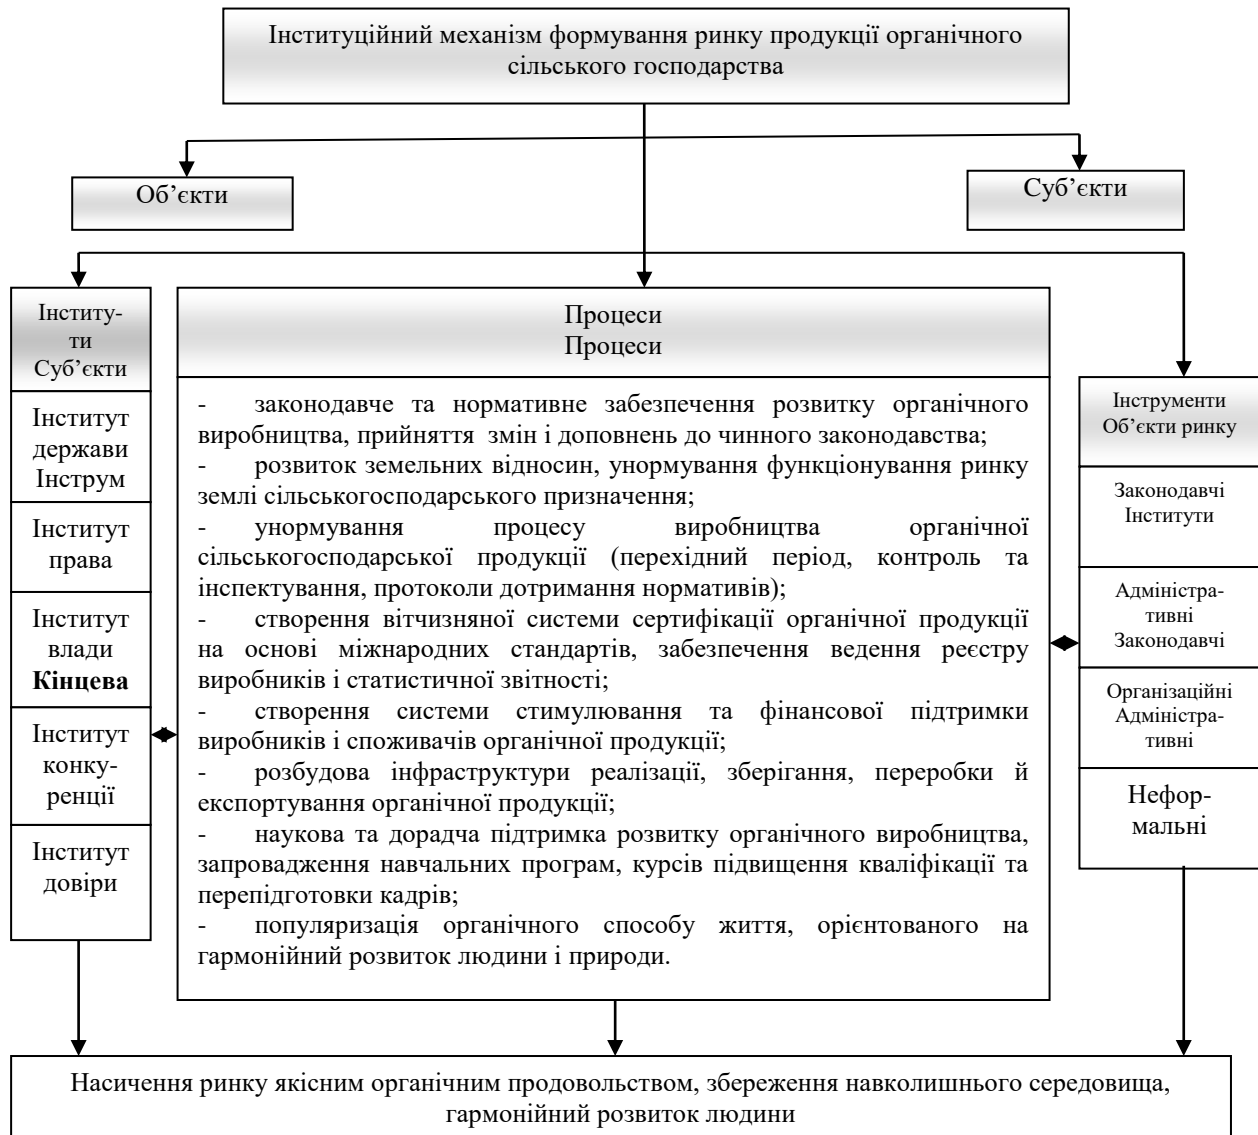 Інституційний механізм формування ринку продукції органічного
сільського господарства
Об’єкти
Суб’єкти
Інститу-
ти
Суб’єкти
Інститут
держави
Інструм
Інститут
права
Інститут
влади
Кінцева
Інститут
конку-
ренції
Інститут
довіри
Процеси
Процеси
- законодавче та нормативне забезпечення розвитку органічного
виробництва, прийняття змін і доповнень до чинного законодавства;
- розвиток земельних відносин, унормування функціонування ринку
землі сільськогосподарського призначення;
- унормування процесу виробництва органічної
сільськогосподарської продукції (перехідний період, контроль та
інспектування, протоколи дотримання нормативів);
- створення вітчизняної системи сертифікації органічної продукції
на основі міжнародних стандартів, забезпечення ведення реєстру
виробників і статистичної звітності;
- створення системи стимулювання та фінансової підтримки
виробників і споживачів органічної продукції;
- розбудова інфраструктури реалізації, зберігання, переробки й
експортування органічної продукції;
- наукова та дорадча підтримка розвитку органічного виробництва,
запровадження навчальних програм, курсів підвищення кваліфікації та
перепідготовки кадрів;
- популяризація органічного способу життя, орієнтованого на
гармонійний розвиток людини і природи.
Інструменти
Об’єкти ринку
Законодавчі
Інститути
Адміністра-
тивні
Законодавчі
Організаційні
Адміністра-
тивні
Нефор-
мальні
Насичення ринку якісним органічним продовольством, збереження навколишнього середовища,
гармонійний розвиток людини